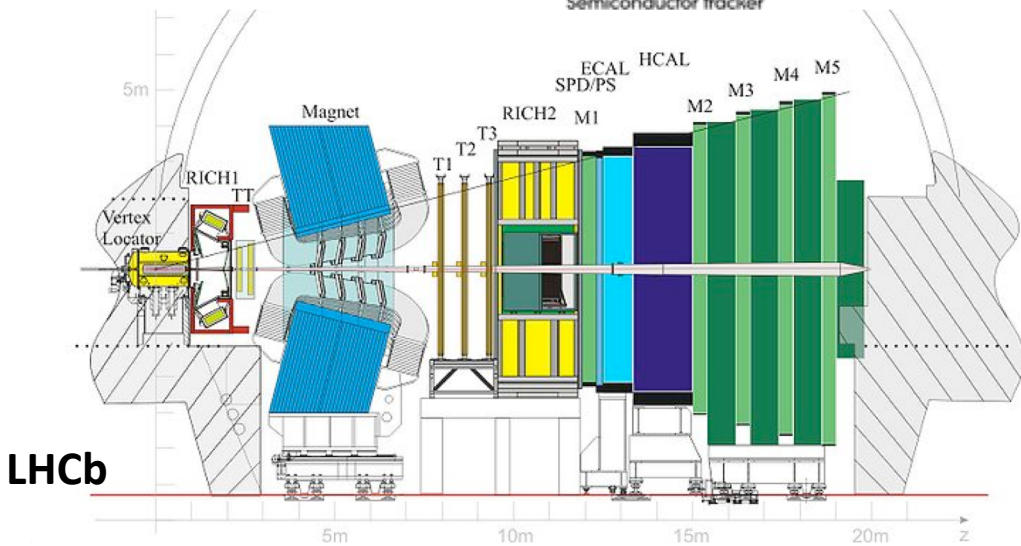 Semiconductor tracker
HCAL
M5
ECAL
M4
SPD/PS
M3
5m
M2
Magnet
RICH2
M1
T3
T2
T1
RICH1
TT
Vertex
Locator
LHCb
5m
10m
15m
20m
z